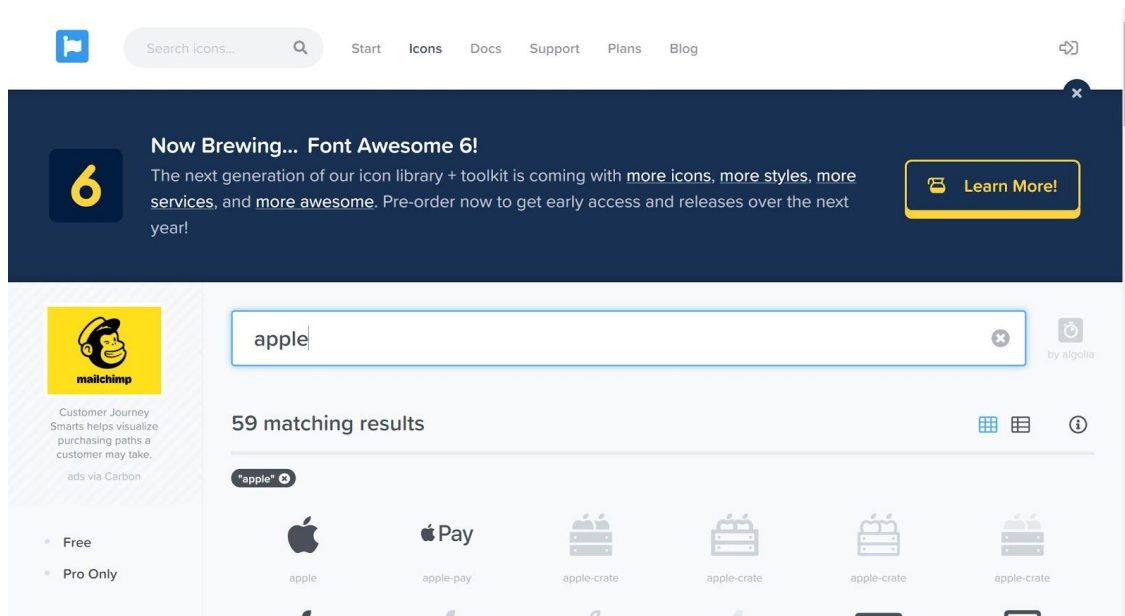 Search icons...
Start
Icons
Docs
Support
Plans
Blog
6
Now Brewing... Font Awesome 6!
The next generation of our icon library + toolkit is coming with more icons, more styles, more
services, and more awesome. Pre-order now to get early access and releases over the next
year!
Learn More!
mailchimp
Customer Journey
Smarts helps visualize
purchasing paths a
customer may take.
ads via Carbon
Free
Pro Only
apple
by algolia
59 matching results
"apple"
Pay
apple
apple-pay
apple-crate
apple-crate
apple-crate
apple-crate